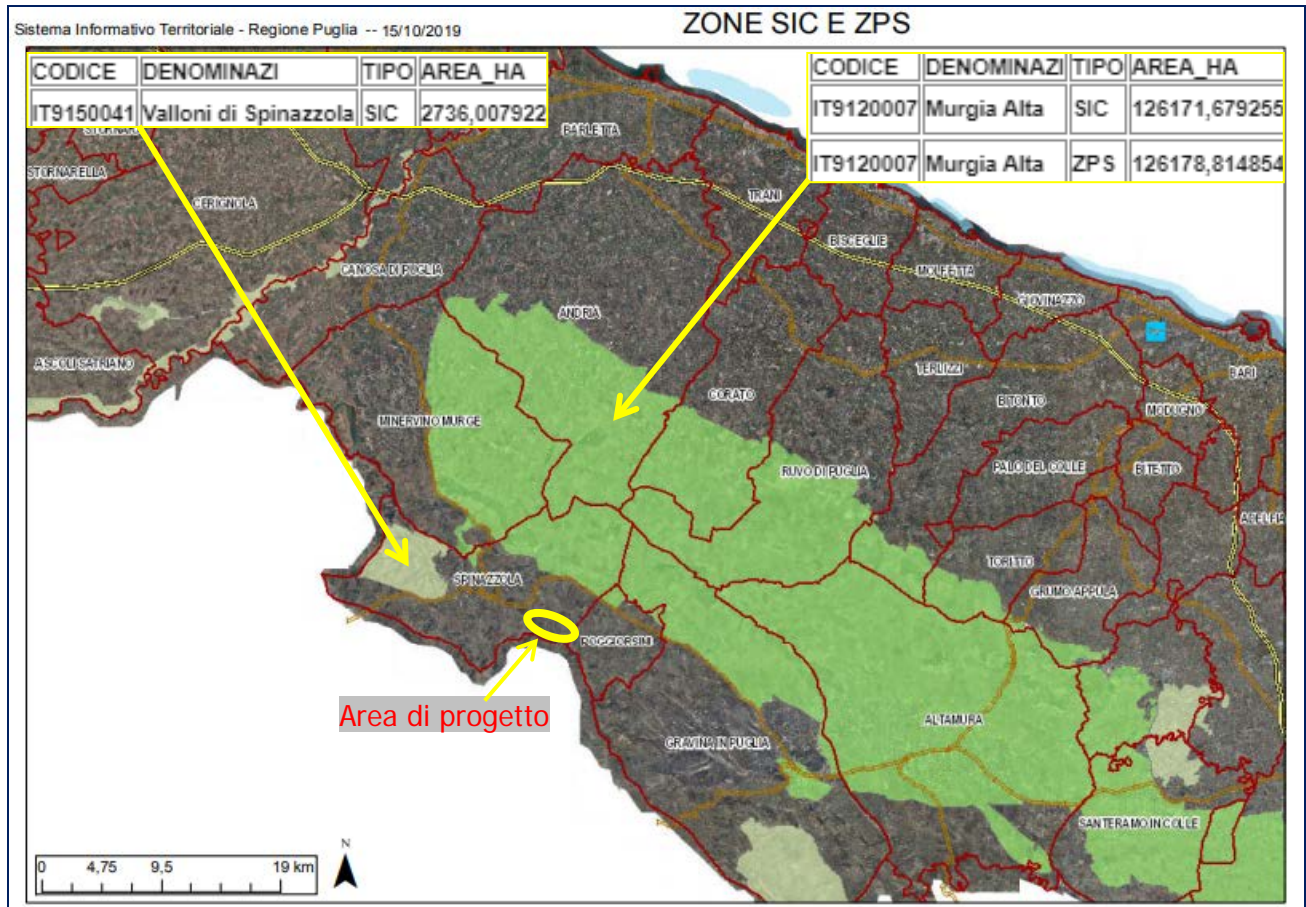 Sistema Informativo Territoriale - Regione Puglia -- 15/10/2019
ZONE SIC E ZPS
CODICE DENOMINAZI TIPO AREA_HA
IT9150041 Valloni di Spinazzola SIC 2736,007922
CODICE DENOMINAZI TIPO AREA_HA
IT9120007 Murgia Alta SIC 126171,679255
IT9120007 Murgia Alta ZPS 126178,814854
BARLETTA
STORNARELLA
CERIGNOLA
TRANI
BISCEGLIE
MOLFETTA
CANOSA DI PUGLIA
GIOVINAZZO
ANDRIA
ASCOLI SATRIANO
TERLIZZI
BARI
CORATO
BITONTO
MODUGNO
MINERVINO MURGE
RUVO DI PUGLIA
PALO DEL COLLE
BITETTO
ADELFIA
TORITTO
SPINAZZOLA
GRUMO APPULA
POGGIORSINI
Area di progetto
ALTAMURA
GRAVINA IN PUGLIA
SANTERAMO IN COLLE
N
0 4,75 9,5 19 km